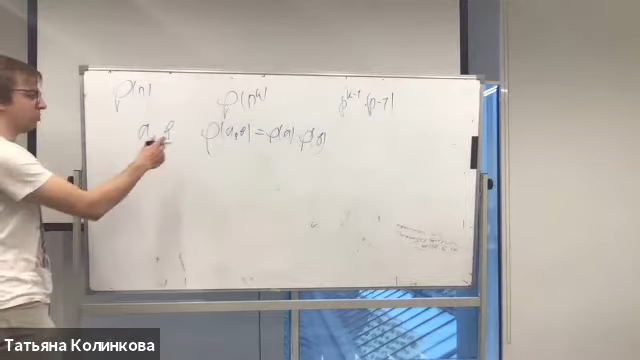 φ(n) φ(p^k) p^{k-1}(p-1)
a, b φ(a,b) = φ(a) φ(b)
Татьяна Колинкова